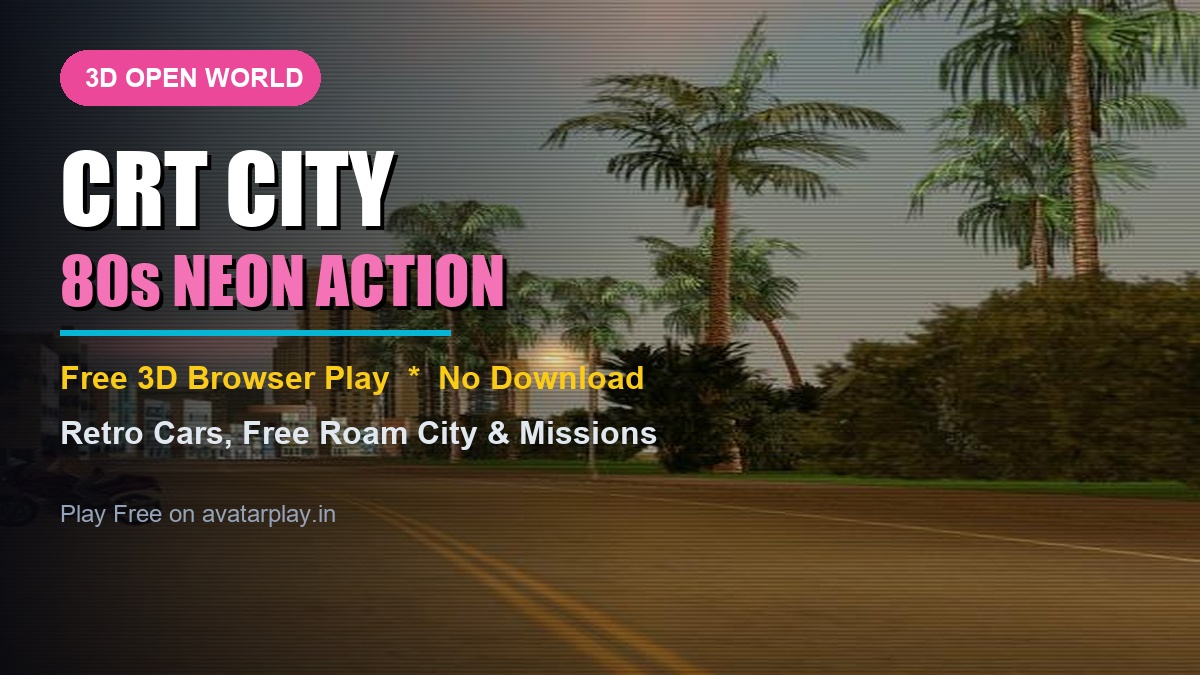 3D OPEN WORLD
CRT CITY
80s NEON ACTION
Free 3D Browser Play * No Download
Retro Cars, Free Roam City & Missions
Play Free on avatarplay.in